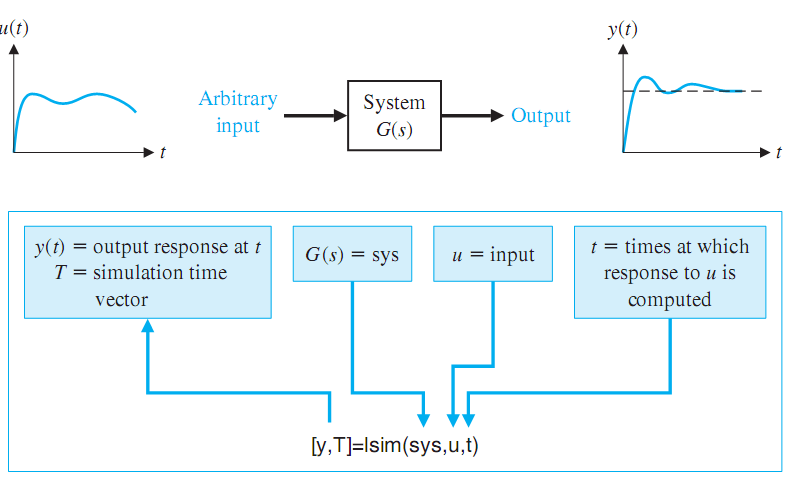 u(t)
t
Arbitrary
input
System
G(s)
Output
y(t)
t
y(t) = output response at t
T = simulation time
vector
G(s) = sys
u = input
t = times at which
response to u is
computed
[y,T]=lsim(sys,u,t)